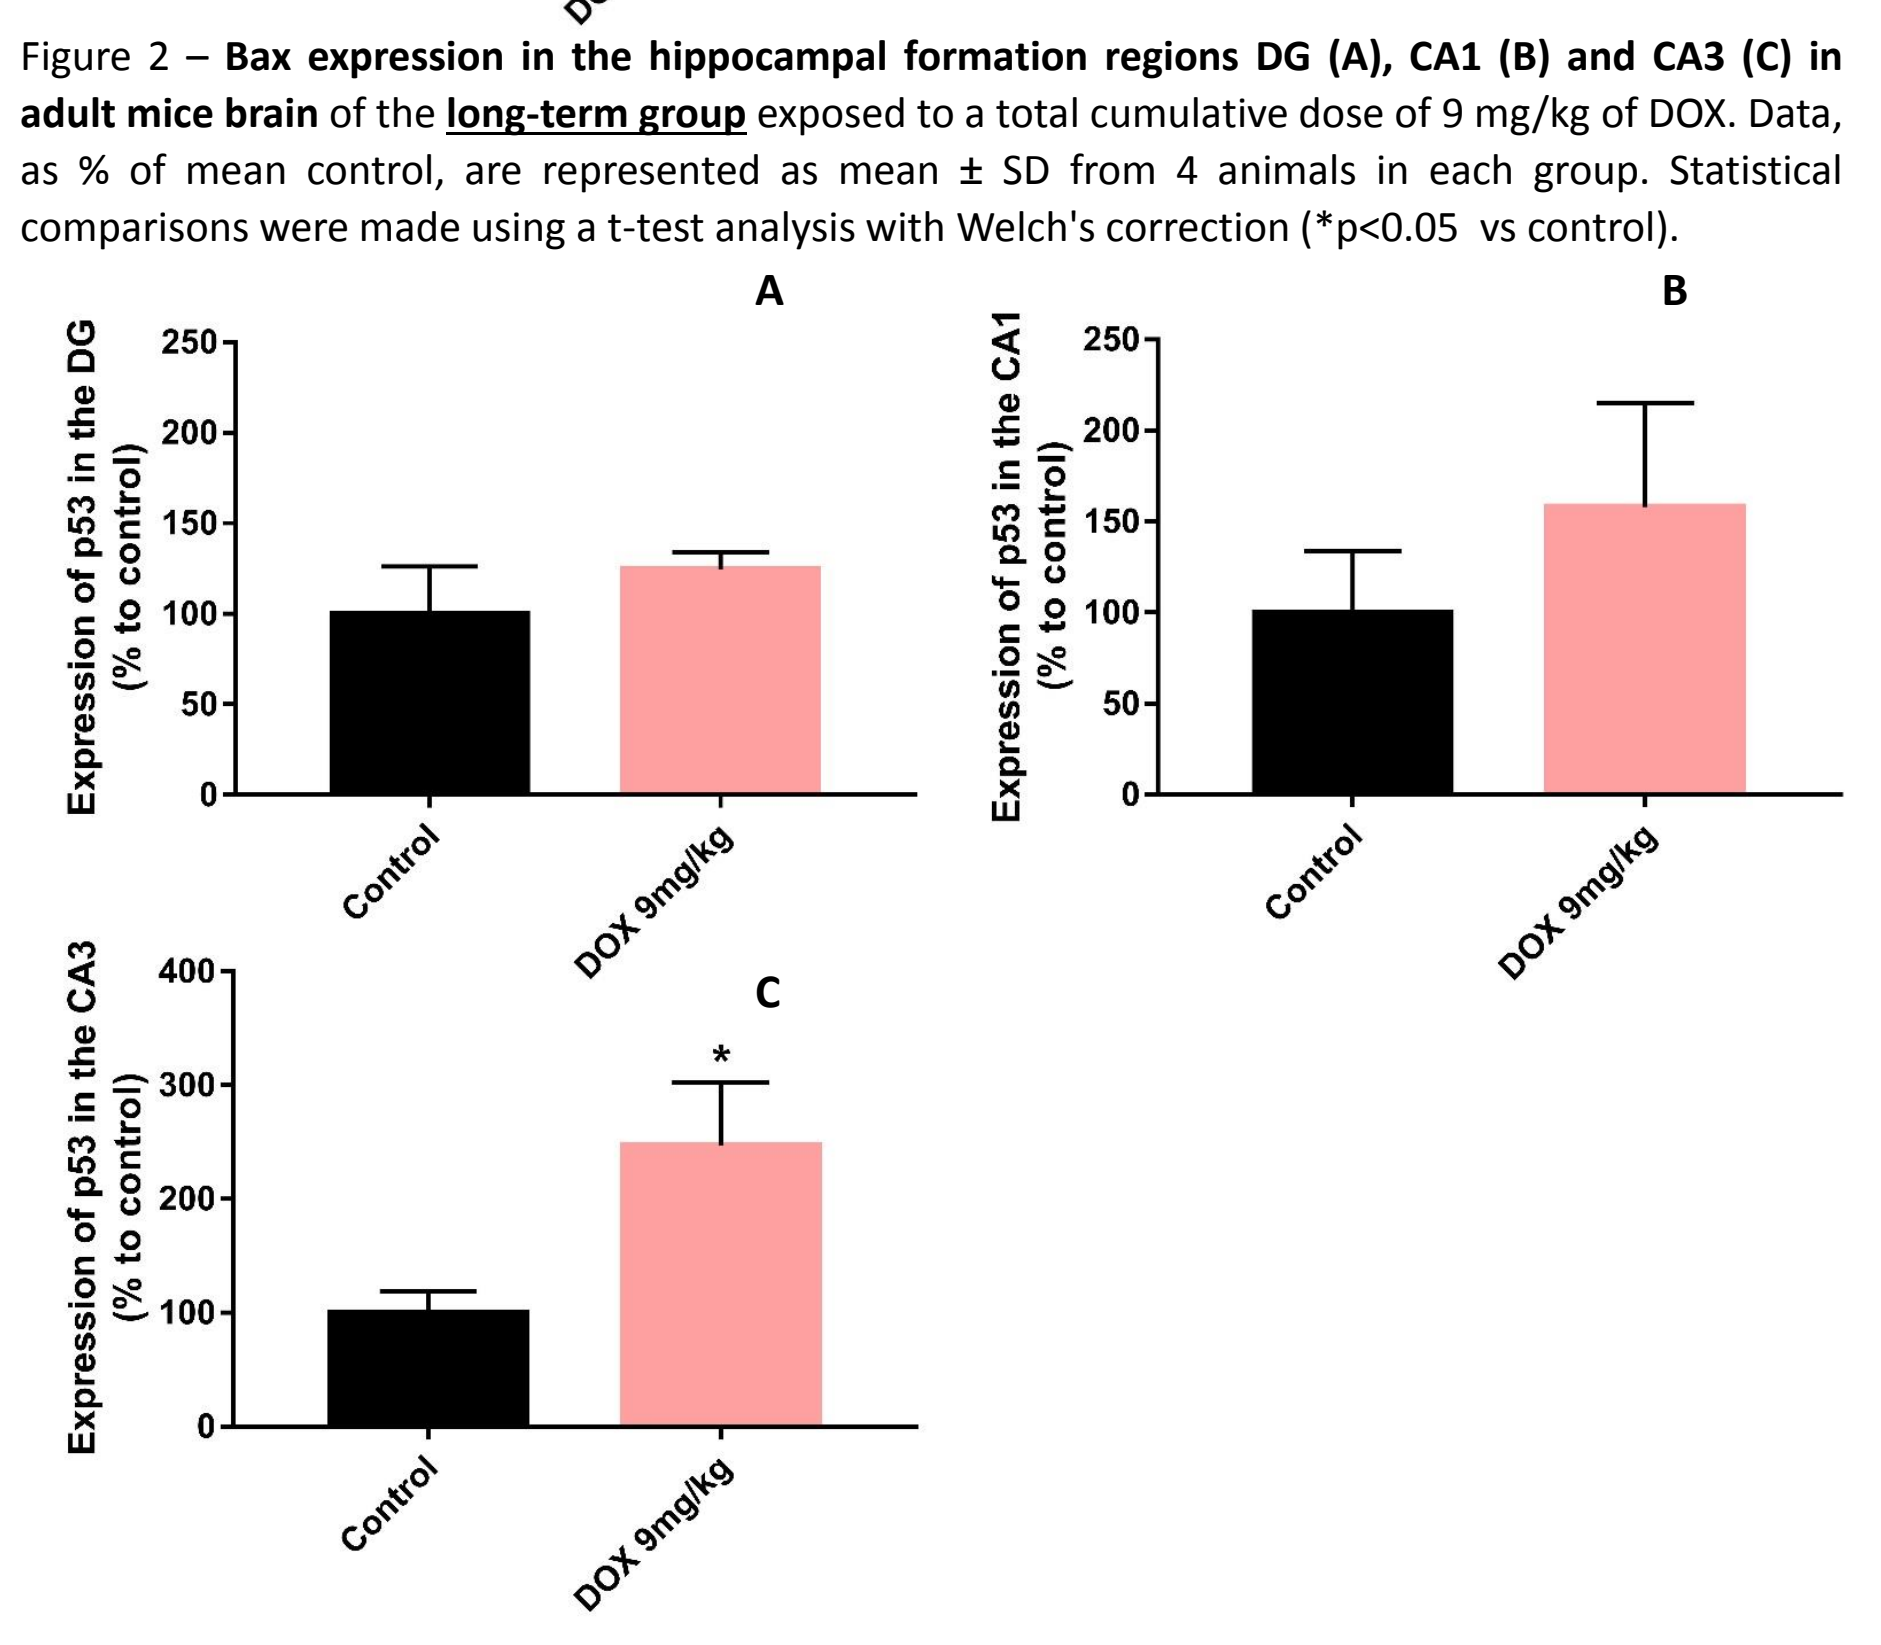 Figure 2 – Bax expression in the hippocampal formation regions DG (A), CA1 (B) and CA3 (C) in
adult mice brain of the long-term group exposed to a total cumulative dose of 9 mg/kg of DOX. Data,
as % of mean control, are represented as mean ± SD from 4 animals in each group. Statistical
comparisons were made using a t-test analysis with Welch's correction (*p<0.05 vs control).
A
Expression of p53 in the DG
(% to control)
250
200
150
100
50
0
Control
DOX 9mg/kg
B
Expression of p53 in the CA1
(% to control)
250
200
150
100
50
0
Control
DOX 9mg/kg
C
Expression of p53 in the CA3
(% to control)
400
300
200
100
0
*
Control
DOX 9mg/kg